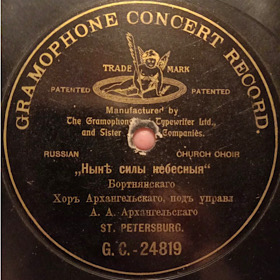 GRAMOPHONE CONCERT RECORD.
TRADE MARK
PATENTED PATENTED
Manufactured by
The Gramophone & Typewriter Ltd.,
and Sister Companies.
RUSSIAN CHURCH CHOIR
„Нынѣ силы небесныя“
Бортнянскаго
Хоръ Архангельскаго, подъ управл
А. А. Архангельскаго
ST. PETERSBURG.
G.C.-24819